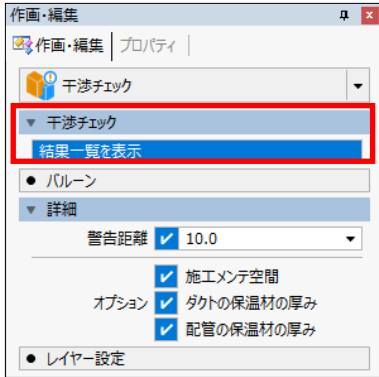 作画・編集
作画・編集 プロパティ
干渉チェック
干渉チェック
結果一覧を表示
バルーン
詳細
警告距離 10.0
施工メンテ空間
オプション ダクトの保温材の厚み
配管の保温材の厚み
レイヤー設定